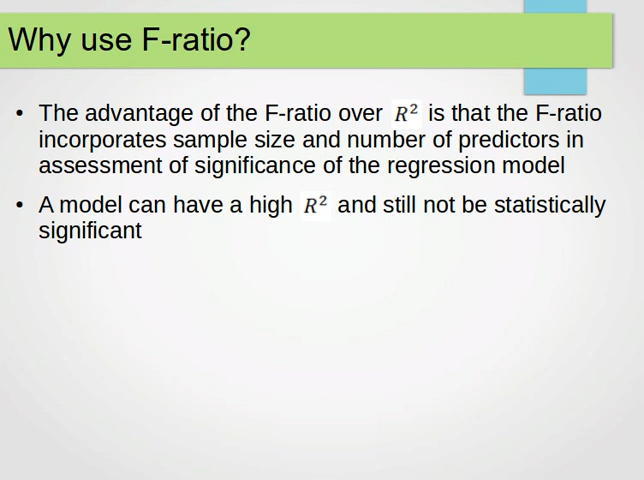 Why use F-ratio?
• The advantage of the F-ratio over R² is that the F-ratio
incorporates sample size and number of predictors in
assessment of significance of the regression model
• A model can have a high R² and still not be statistically
significant